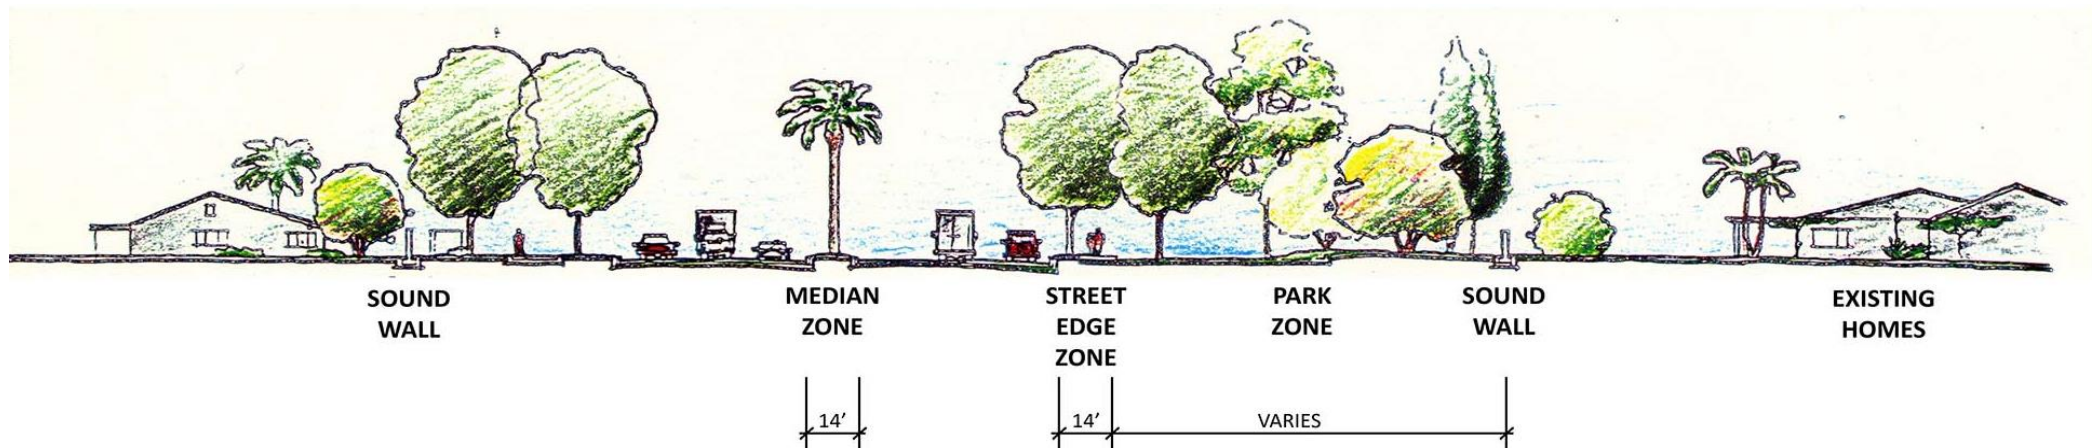 SOUND
WALL
MEDIAN
ZONE
STREET
EDGE
ZONE
PARK
ZONE
SOUND
WALL
EXISTING
HOMES
14'
14'
VARIES